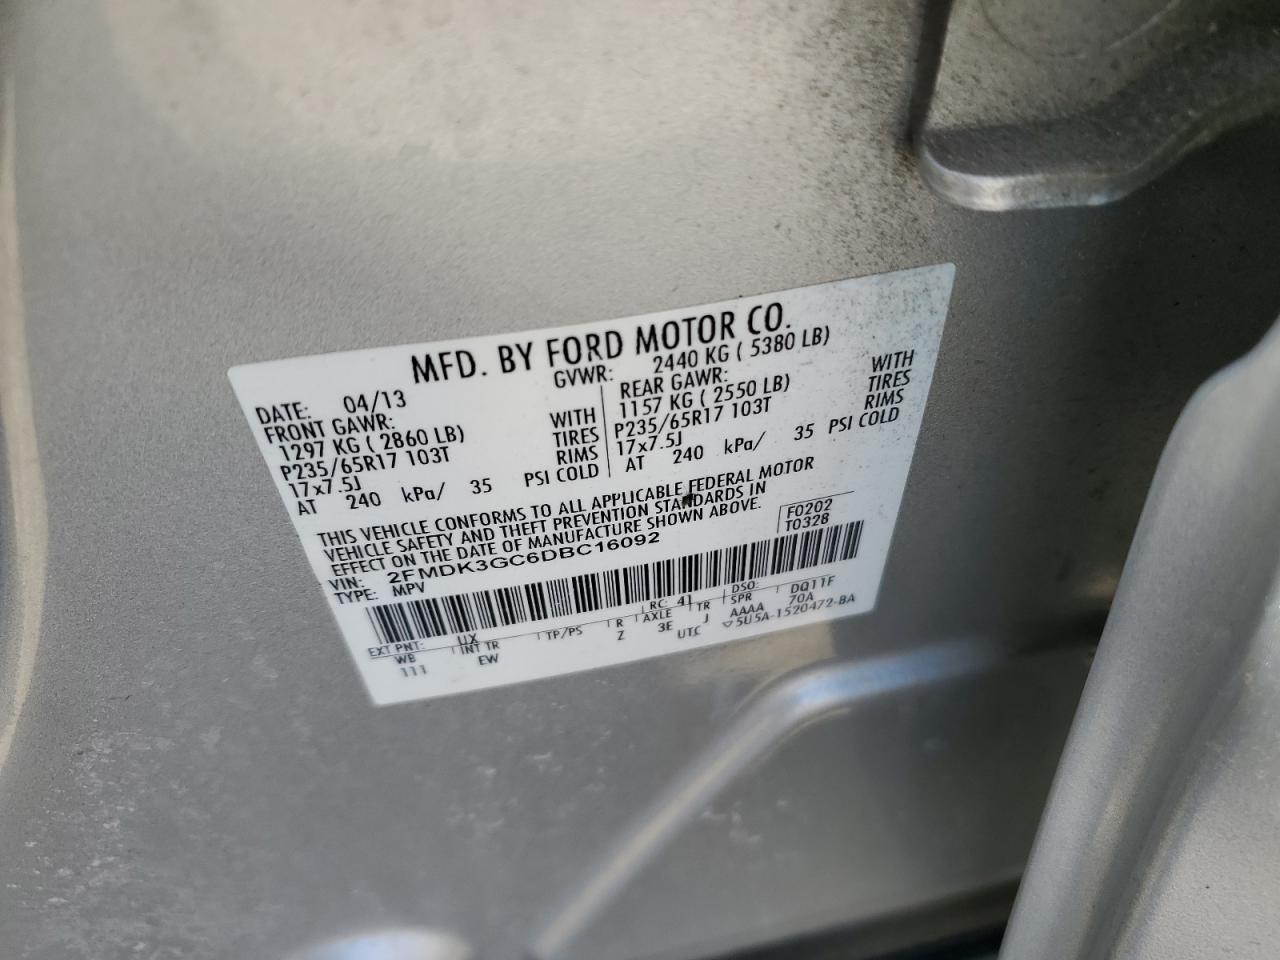 MFD. BY FORD MOTOR CO.
DATE: 04/13 GVWR: 2440 KG ( 5380 LB)
FRONT GAWR: REAR GAWR:
1297 KG ( 2860 LB) WITH 1157 KG ( 2550 LB) WITH
P235/65R17 103T TIRES P235/65R17 103T TIRES
17x7.5J RIMS 17x7.5J RIMS
AT 240 kPa/ 35 PSI COLD AT 240 kPa/ 35 PSI COLD
THIS VEHICLE CONFORMS TO ALL APPLICABLE FEDERAL MOTOR
VEHICLE SAFETY AND THEFT PREVENTION STANDARDS IN
EFFECT ON THE DATE OF MANUFACTURE SHOWN ABOVE.
VIN: 2FMDK3GC6DBC16092 F0202
TYPE: MPV T0328
EXT PNT: UX RC: 41 DSO:
WB INT TR TP/PS R AXLE TR SPR DQ11F
111 EW Z 3E J AAAA 70A
UTC ▽5U5A-1520472-BA